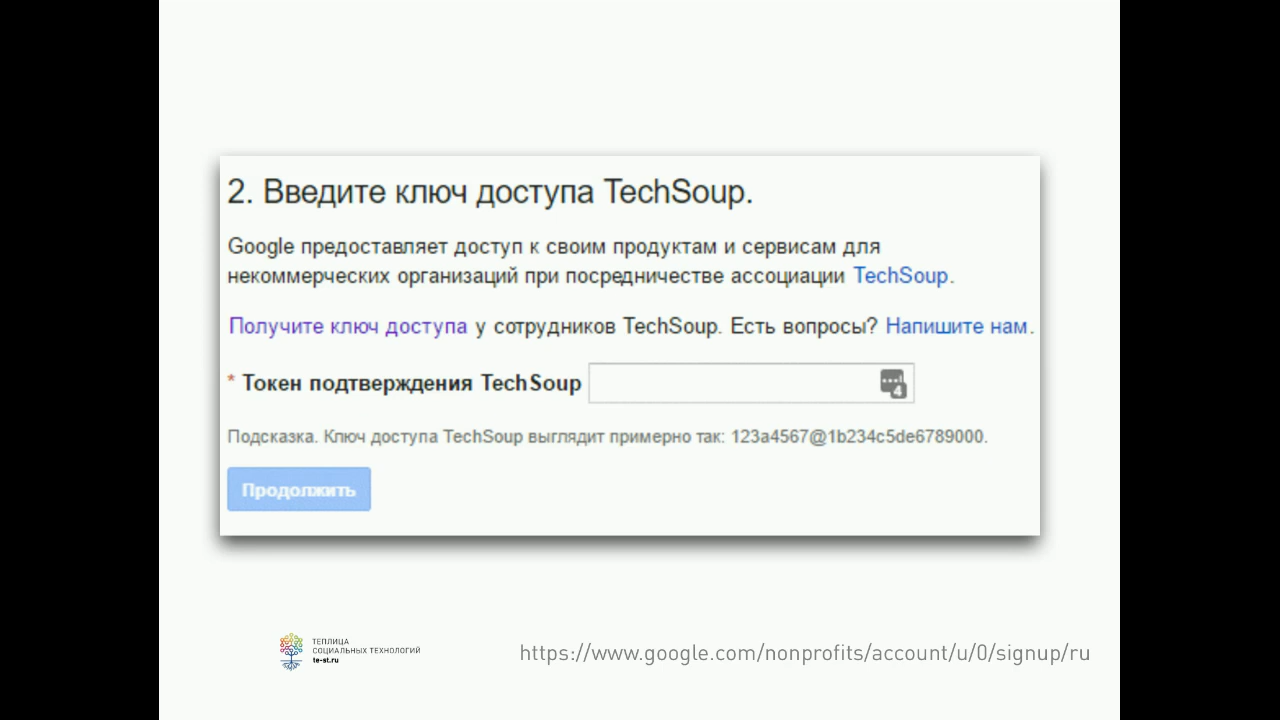 2. Введите ключ доступа TechSoup.
Google предоставляет доступ к своим продуктам и сервисам для
некоммерческих организаций при посредничестве ассоциации TechSoup.
Получите ключ доступа у сотрудников TechSoup. Есть вопросы? Напишите нам.
* Токен подтверждения TechSoup
4
Подсказка. Ключ доступа TechSoup выглядит примерно так: 123a4567@1b234c5de6789000.
Продолжить
ТЕПЛИЦА
СОЦИАЛЬНЫХ ТЕХНОЛОГИЙ
te-st.ru
https://www.google.com/nonprofits/account/u/0/signup/ru